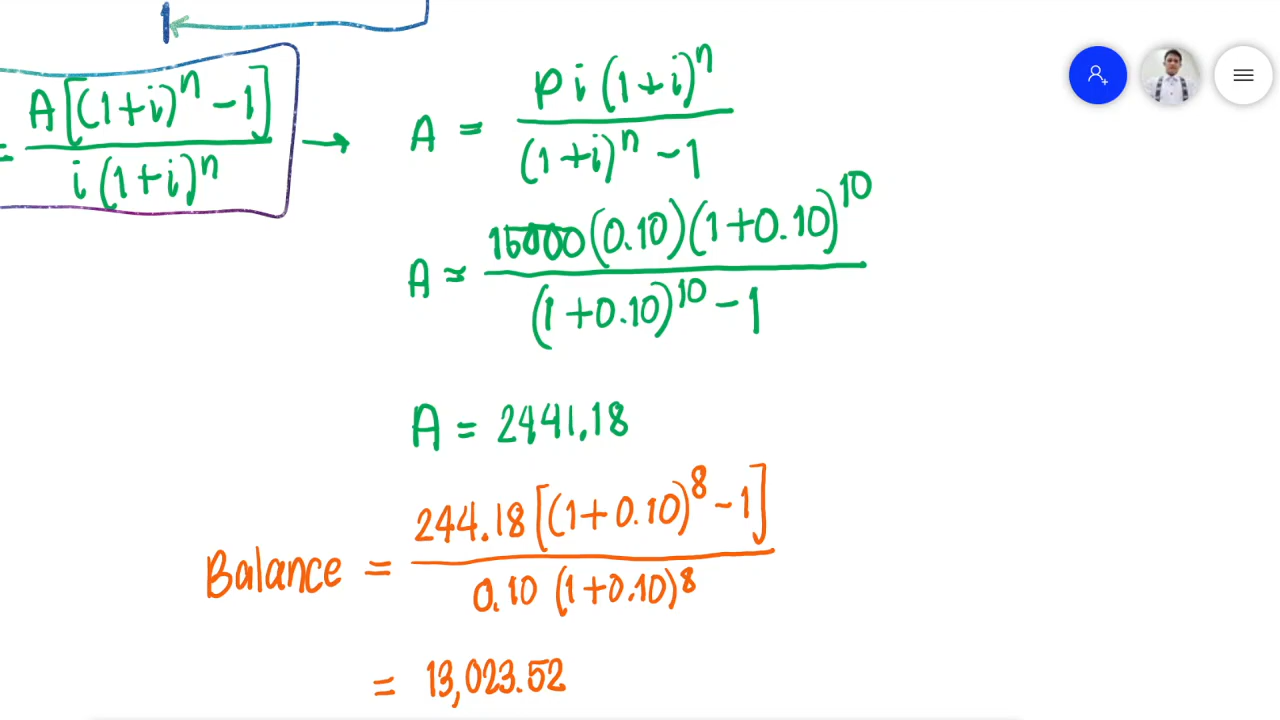 = A[(1+i)^n -1] / i(1+i)^n → A = Pi(1+i)^n / (1+i)^n -1
A = 15000(0.10)(1+0.10)^10 / (1+0.10)^10 -1
A = 2441.18
Balance = 244.18[(1+0.10)^8 -1] / 0.10 (1+0.10)^8
= 13,023.52